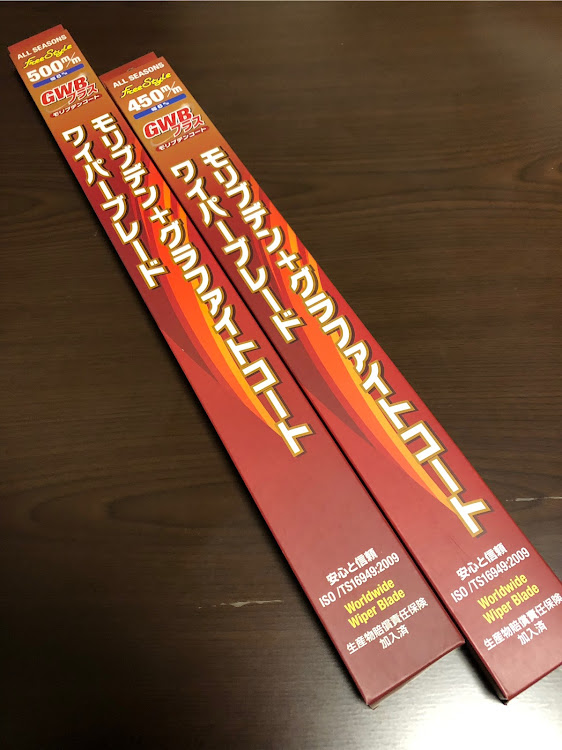 ALL SEASONS
FreeStyle
500m/m
GWB
プラス
モリブデンコート
モリブデン+グラファイトコート
ワイパーブレード
安心と信頼
ISO /TS16949:2009
Worldwide
Wiper Blade
生産物賠償責任保険
加入済
ALL SEASONS
FreeStyle
450m/m
GWB
プラス
モリブデンコート
モリブデン+グラファイトコート
ワイパーブレード
安心と信頼
ISO /TS16949:2009
Worldwide
Wiper Blade
生産物賠償責任保険
加入済